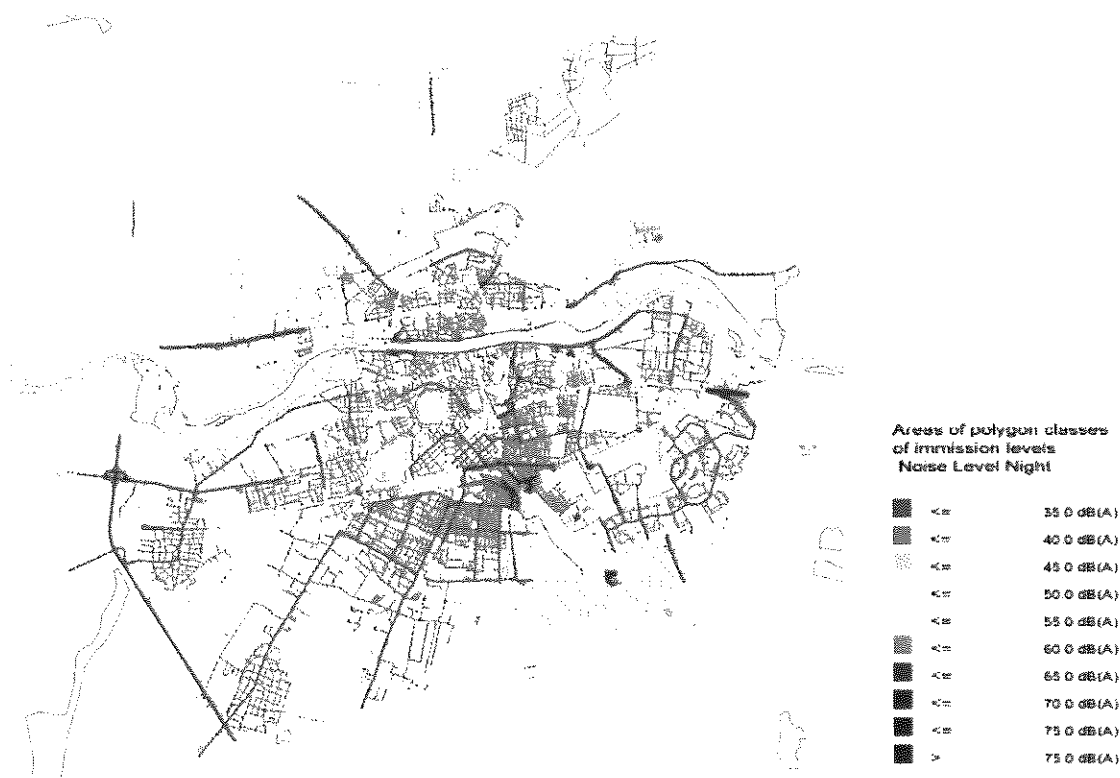 Areas of polygon classes
of immission levels
Noise Level Night
<= 35.0 dB(A)
<= 40.0 dB(A)
<= 45.0 dB(A)
<= 50.0 dB(A)
<= 55.0 dB(A)
<= 60.0 dB(A)
<= 65.0 dB(A)
<= 70.0 dB(A)
<= 75.0 dB(A)
> 75.0 dB(A)